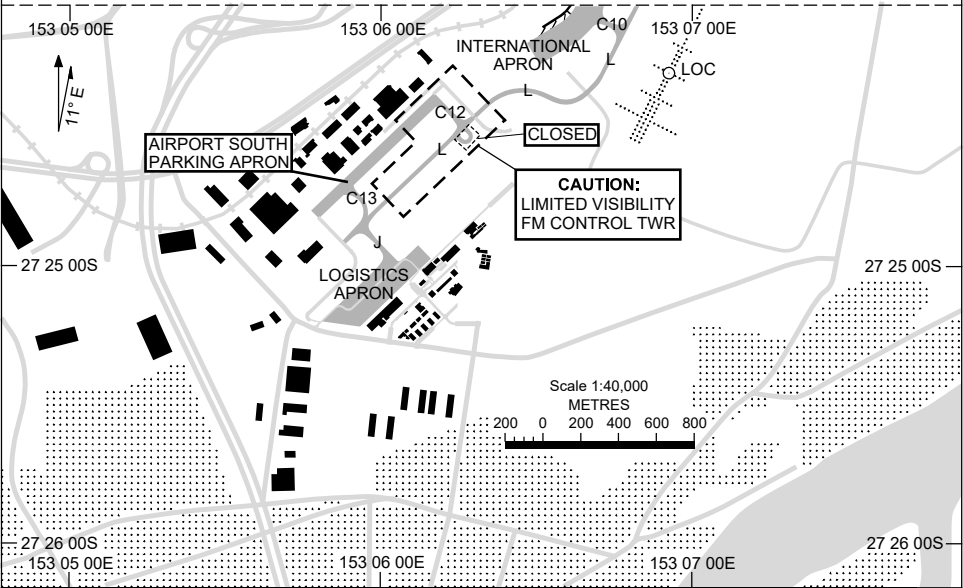 153 05 00E
153 06 00E
C10
153 07 00E
INTERNATIONAL
APRON
L
LOC
11° E
L
C12
CLOSED
AIRPORT SOUTH
PARKING APRON
L
CAUTION:
LIMITED VISIBILITY
FM CONTROL TWR
C13
J
27 25 00S
27 25 00S
LOGISTICS
APRON
Scale 1:40,000
METRES
200 0 200 400 600 800
27 26 00S
27 26 00S
153 05 00E
153 06 00E
153 07 00E